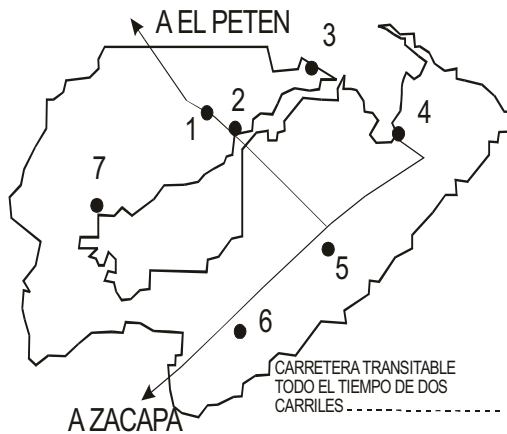 A EL PETEN
3
1
2
4
7
5
6
CARRETERA TRANSITABLE
TODO EL TIEMPO DE DOS
CARRILES
A ZACAPA